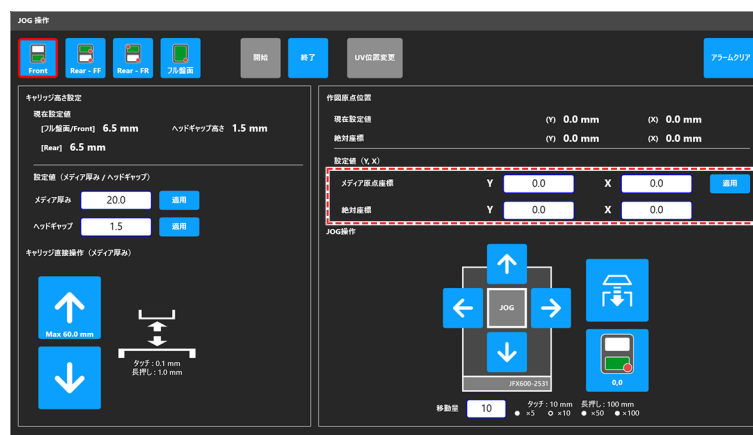 JOG 操作
Front
Rear - FF
Rear - FR
フル盤面
開始
終了
UV位置変更
アラームクリア
キャリッジ高さ設定
現在設定値
[フル盤面/Front] 6.5 mm ヘッドギャップ高さ 1.5 mm
[Rear] 6.5 mm
設定値（メディア厚み / ヘッドギャップ）
メディア厚み 20.0 適用
ヘッドギャップ 1.5 適用
キャリッジ直接操作（メディア厚み）
Max 60.0 mm
タッチ : 0.1 mm
長押し : 1.0 mm
作図原点位置
現在設定値 (Y) 0.0 mm (X) 0.0 mm
絶対座標 (Y) 0.0 mm (X) 0.0 mm
設定値（Y, X）
メディア原点座標 Y 0.0 X 0.0 適用
絶対座標 Y 0.0 X 0.0
JOG操作
JOG
JFX600-2531
0,0
移動量 10 タッチ : 10 mm 長押し : 100 mm
×5 ×10 ×50 ×100